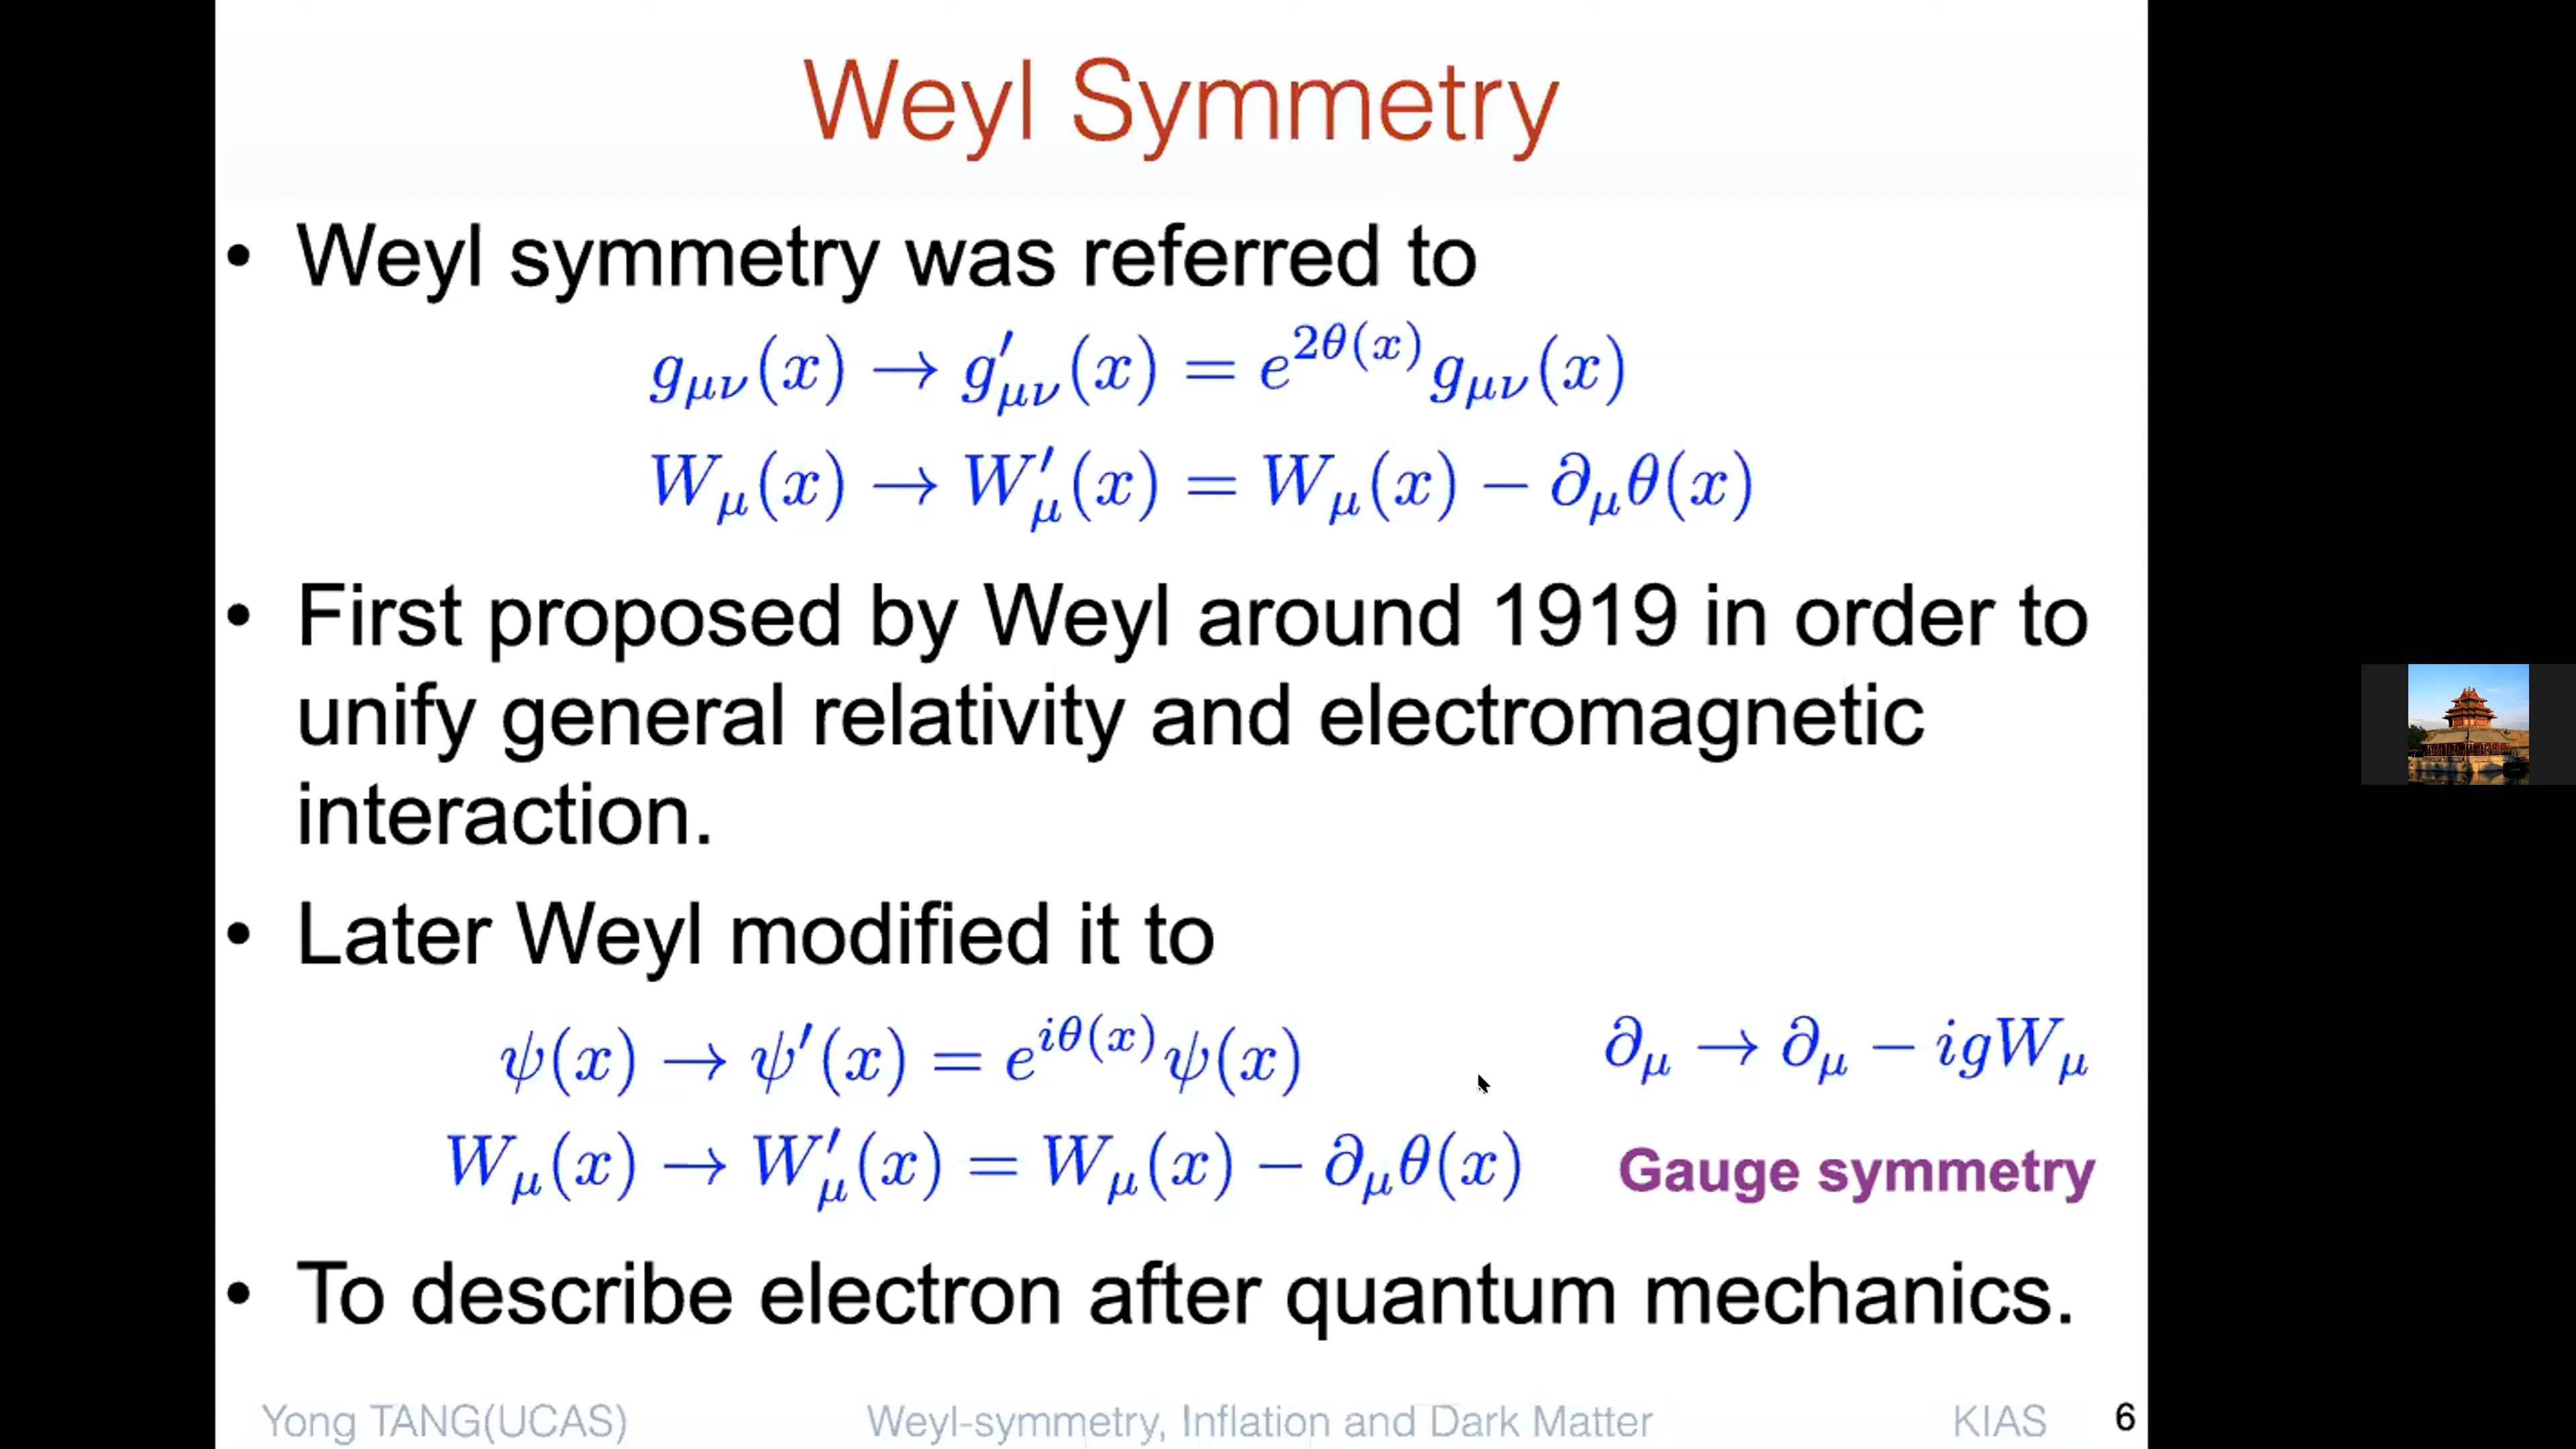 Weyl Symmetry
• Weyl symmetry was referred to
g_{μν}(x) → g′_{μν}(x) = e^{2θ(x)} g_{μν}(x)
W_μ(x) → W′_μ(x) = W_μ(x) − ∂_μθ(x)
• First proposed by Weyl around 1919 in order to
unify general relativity and electromagnetic
interaction.
• Later Weyl modified it to
ψ(x) → ψ′(x) = e^{iθ(x)} ψ(x)
∂_μ → ∂_μ − igW_μ
W_μ(x) → W′_μ(x) = W_μ(x) − ∂_μθ(x)
Gauge symmetry
• To describe electron after quantum mechanics.
Yong TANG(UCAS)
Weyl-symmetry, Inflation and Dark Matter
KIAS
6